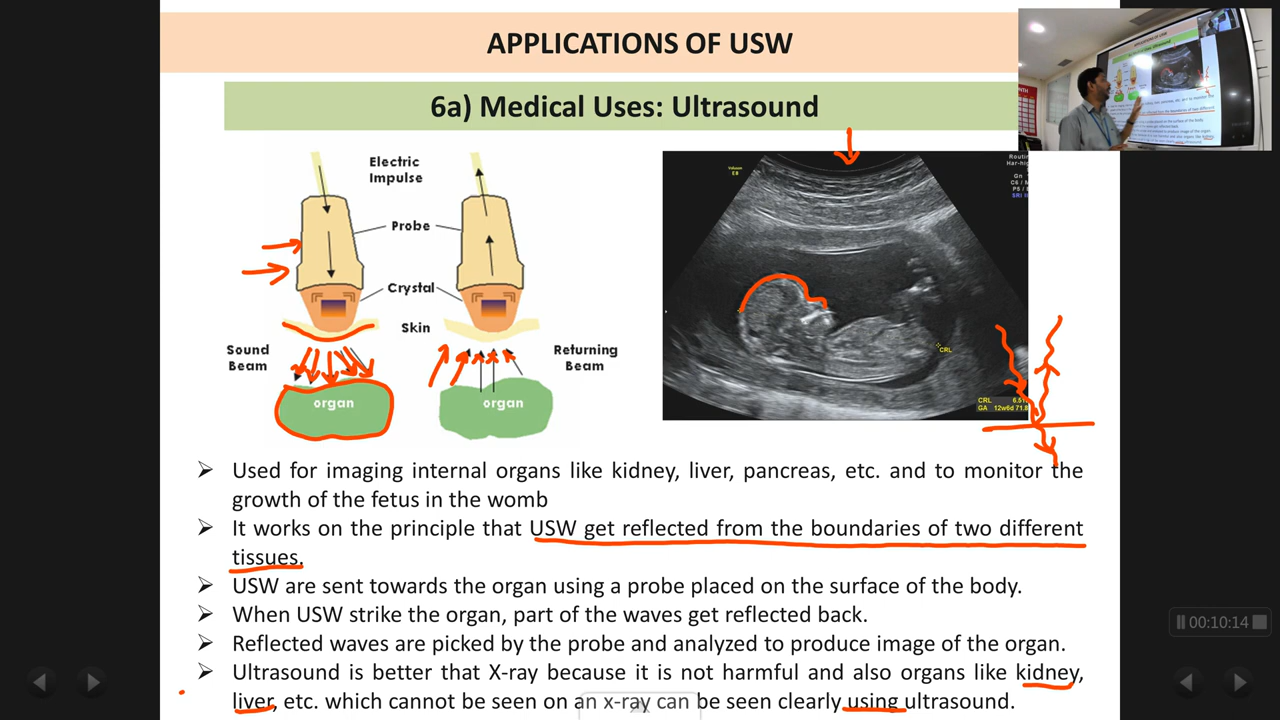 APPLICATIONS OF USW
6a) Medical Uses: Ultrasound
Electric
Impulse
Probe
Crystal
Skin
Sound
Beam
Returning
Beam
organ
organ
Routin
Har-hig
CRL
CRL
GA 12w6d
➢ Used for imaging internal organs like kidney, liver, pancreas, etc. and to monitor the
growth of the fetus in the womb
➢ It works on the principle that USW get reflected from the boundaries of two different
tissues.
➢ USW are sent towards the organ using a probe placed on the surface of the body.
➢ When USW strike the organ, part of the waves get reflected back.
➢ Reflected waves are picked by the probe and analyzed to produce image of the organ.
➢ Ultrasound is better that X-ray because it is not harmful and also organs like kidney,
liver, etc. which cannot be seen on an x-ray can be seen clearly using ultrasound.
00:10:14